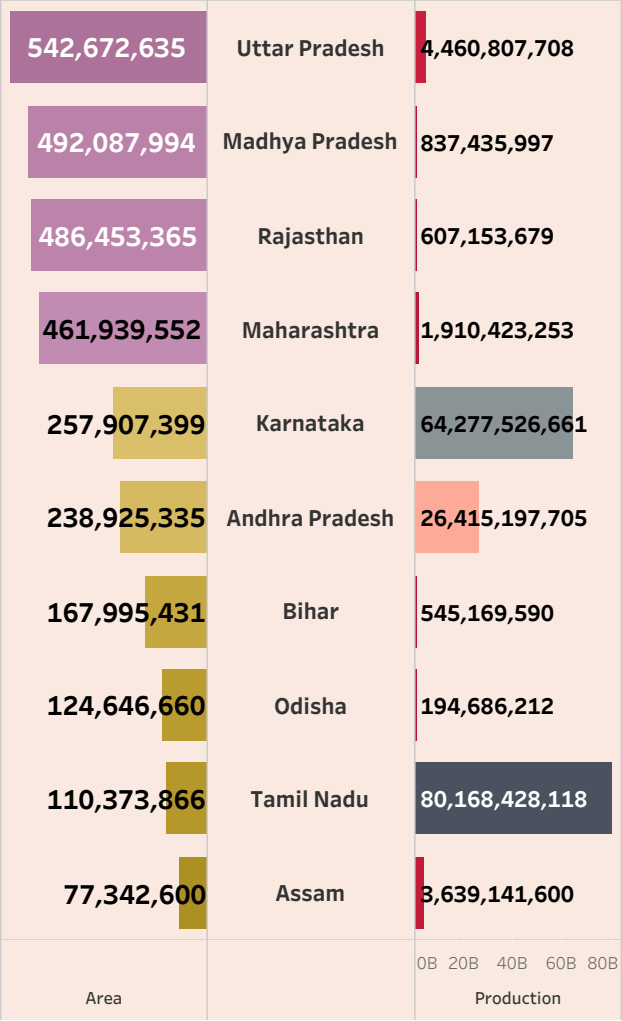 542,672,635 Uttar Pradesh 4,460,807,708
492,087,994 Madhya Pradesh 837,435,997
486,453,365 Rajasthan 607,153,679
461,939,552 Maharashtra 1,910,423,253
257,907,399 Karnataka 64,277,526,661
238,925,335 Andhra Pradesh 26,415,197,705
167,995,431 Bihar 545,169,590
124,646,660 Odisha 194,686,212
110,373,866 Tamil Nadu 80,168,428,118
77,342,600 Assam 3,639,141,600
0B 20B 40B 60B 80B
Area Production